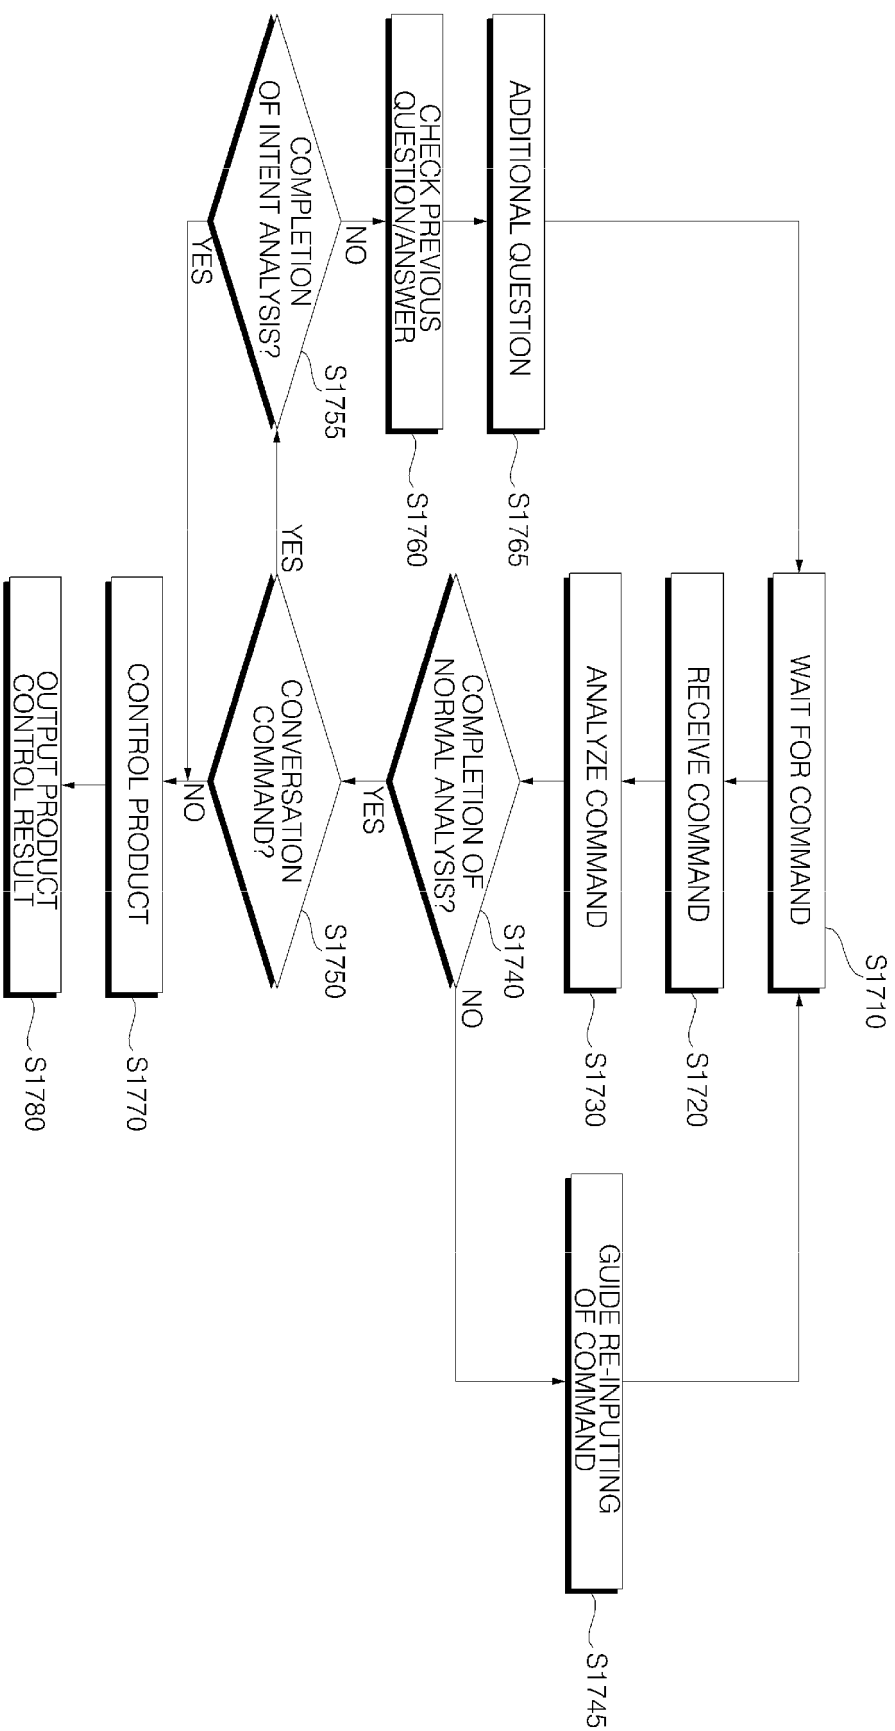 WAIT FOR COMMAND
S1710
RECEIVE COMMAND
S1720
ANALYZE COMMAND
S1730
COMPLETION OF
NORMAL ANALYSIS?
S1740
NO
YES
GUIDE RE-INPUTTING
OF COMMAND
S1745
CONVERSATION
COMMAND?
S1750
YES
NO
COMPLETION
OF INTENT ANALYSIS?
S1755
NO
YES
CHECK PREVIOUS
QUESTION/ANSWER
S1760
ADDITIONAL QUESTION
S1765
CONTROL PRODUCT
S1770
OUTPUT PRODUCT
CONTROL RESULT
S1780